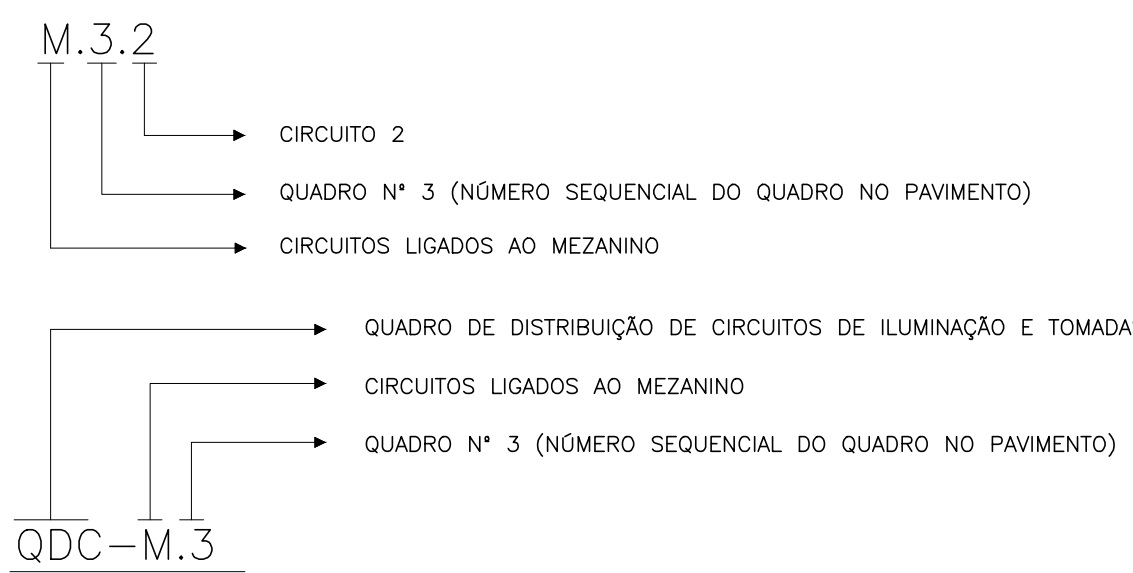 M.3.2
CIRCUITO 2
QUADRO Nº 3 (NÚMERO SEQUENCIAL DO QUADRO NO PAVIMENTO)
CIRCUITOS LIGADOS AO MEZANINO
QUADRO DE DISTRIBUIÇÃO DE CIRCUITOS DE ILUMINAÇÃO E TOMADA
CIRCUITOS LIGADOS AO MEZANINO
QUADRO Nº 3 (NÚMERO SEQUENCIAL DO QUADRO NO PAVIMENTO)
QDC-M.3